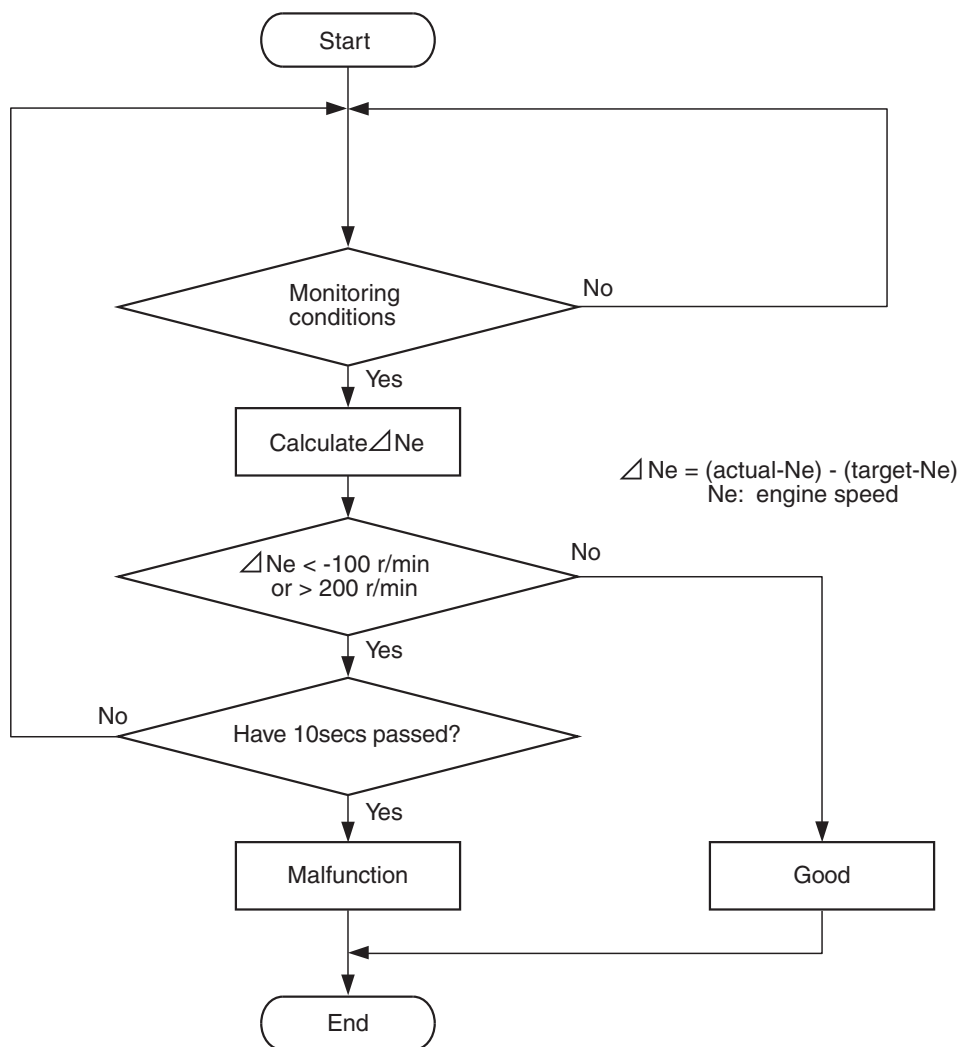 Start
Monitoring
conditions
No
Yes
Calculate⊿Ne
⊿Ne = (actual-Ne) - (target-Ne)
Ne: engine speed
⊿Ne < -100 r/min
or > 200 r/min
No
Yes
No
Have 10secs passed?
Yes
Malfunction
Good
End